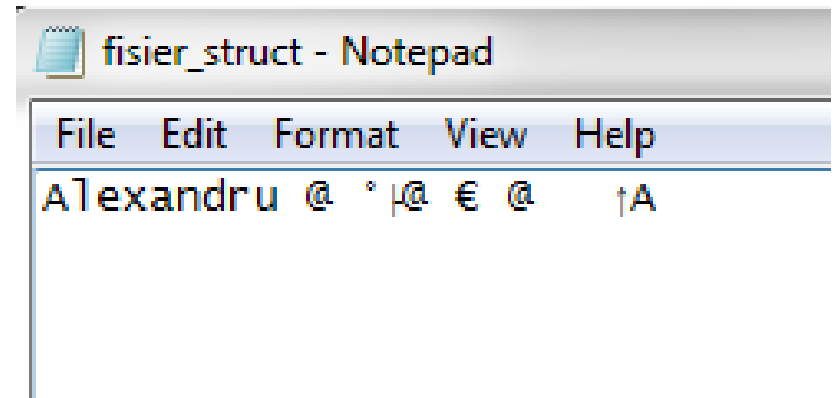 fisier_struct - Notepad
File Edit Format View Help
Alexandru @ °├@ € @ ↑A